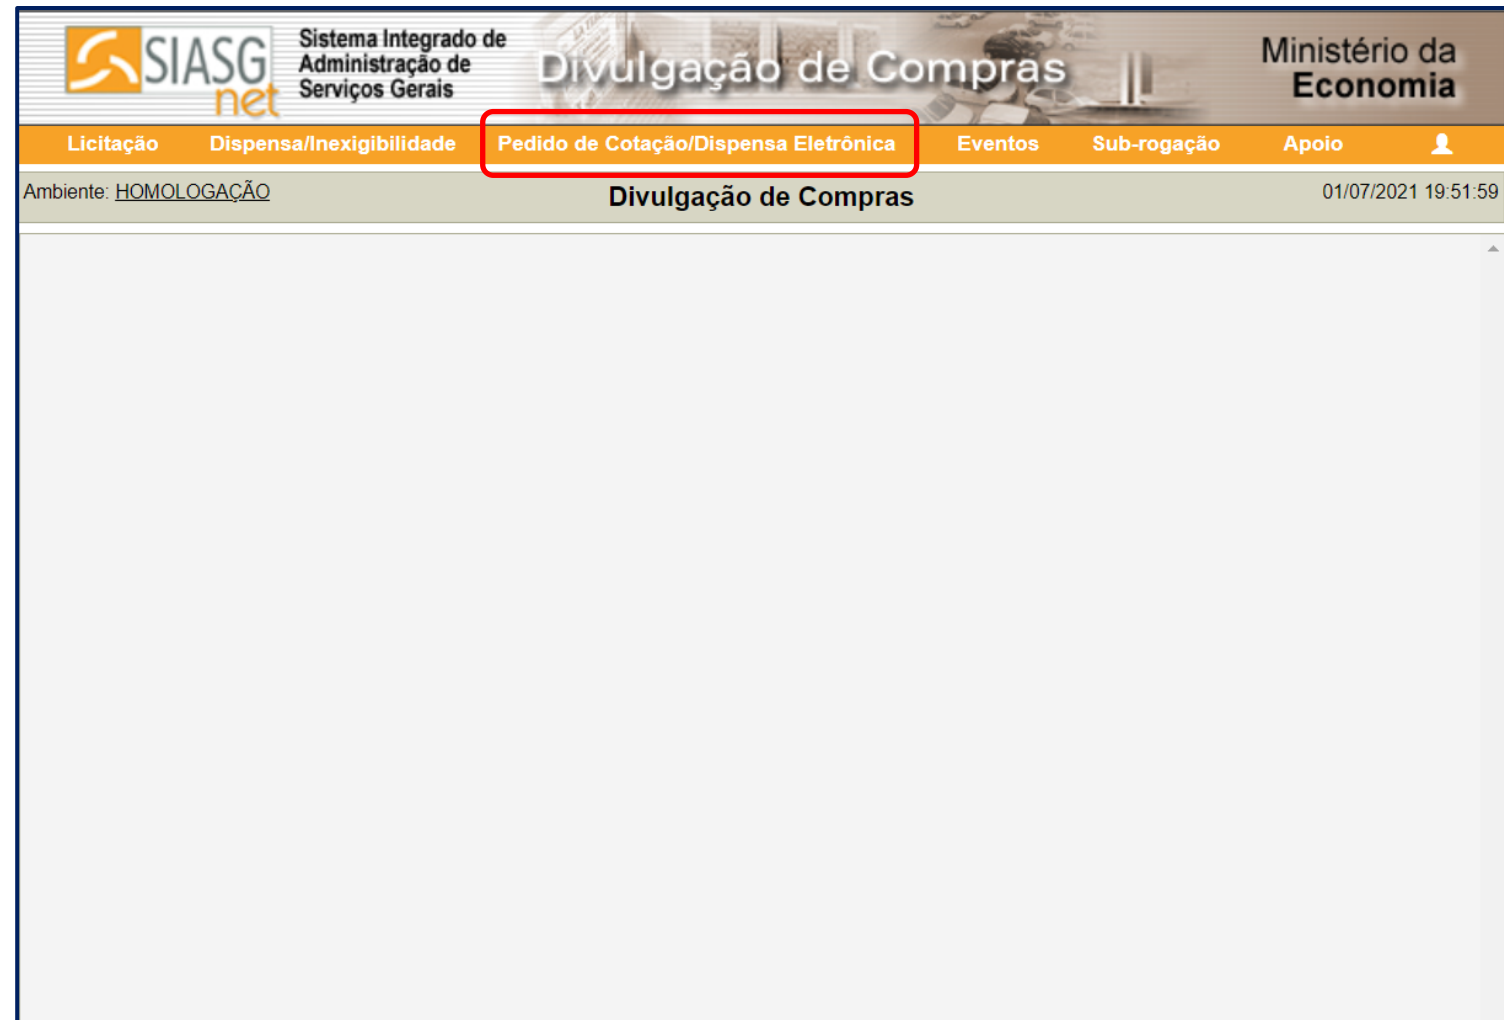 SIASG
net
Sistema Integrado de
Administração de
Serviços Gerais
Divulgação de Compras
Ministério da
Economia
Licitação Dispensa/Inexigibilidade Pedido de Cotação/Dispensa Eletrônica Eventos Sub-rogação Apoio
Ambiente: HOMOLOGAÇÃO Divulgação de Compras 01/07/2021 19:51:59